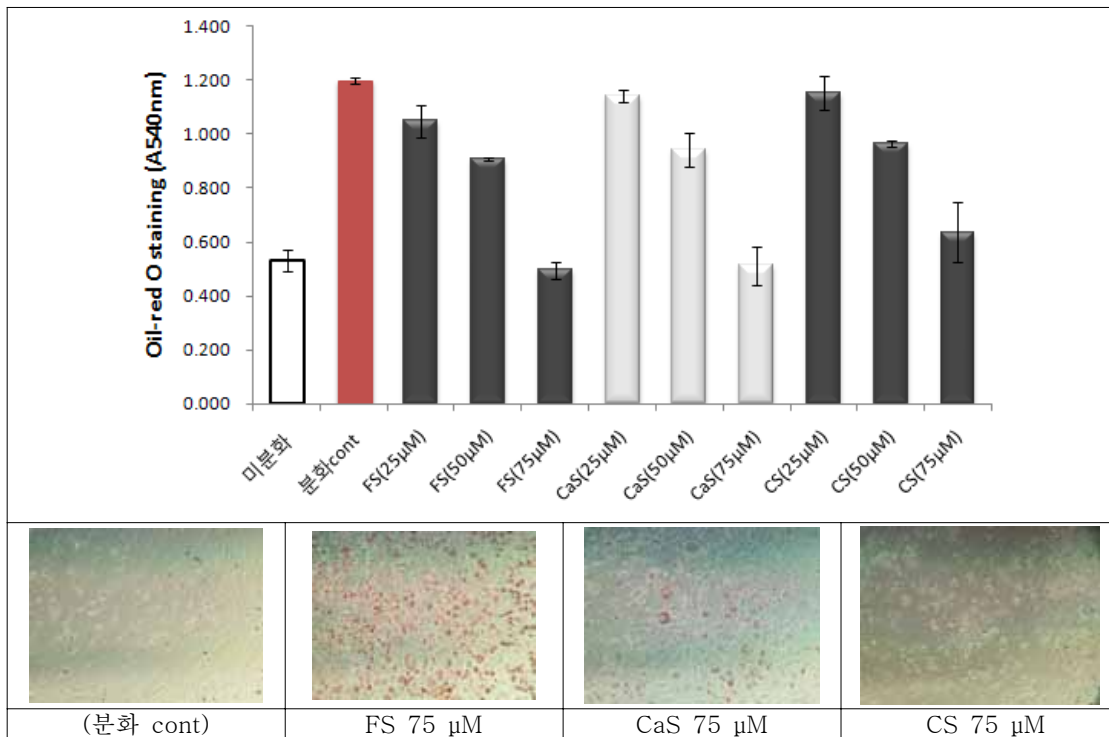 1.400
1.200
1.000
0.800
0.600
0.400
0.200
0.000
Oil-red O staining (A540nm)
미분화
분화cont
FS(25μM)
FS(50μM)
FS(75μM)
CaS(25μM)
CaS(50μM)
CaS(75μM)
CS(25μM)
CS(50μM)
CS(75μM)
(분화 cont)
FS 75 μM
CaS 75 μM
CS 75 μM